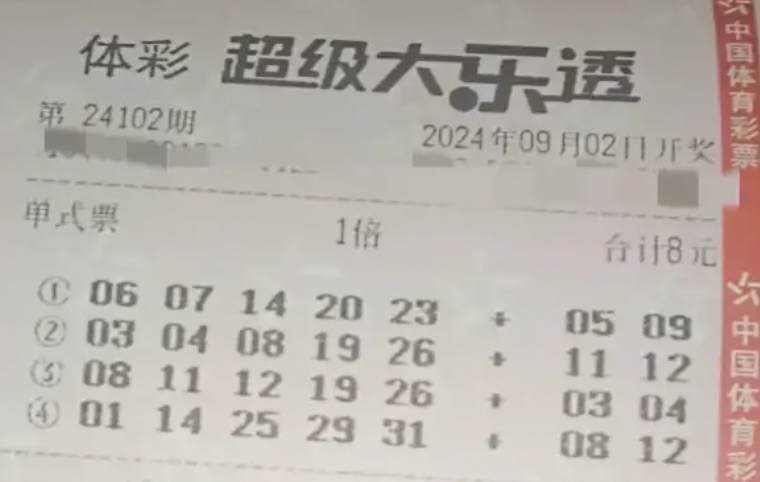 体彩 超级大乐透
第 24102期 2024年09月02日开奖
单式票 1倍 合计8元
① 06 07 14 20 23 + 05 09
② 03 04 08 19 26 + 11 12
③ 08 11 12 19 26 + 03 04
④ 01 14 25 29 31 + 08 12
中国体育彩票
中国体育彩